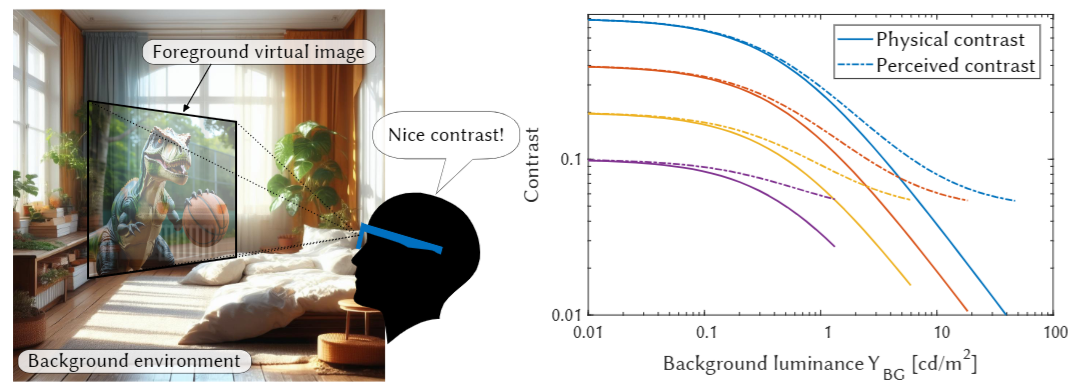 Foreground virtual image
Nice contrast!
Background environment
Physical contrast
Perceived contrast
Contrast
0.1
0.01
0.01
0.1
1
10
100
Background luminance Y_BG [cd/m²]